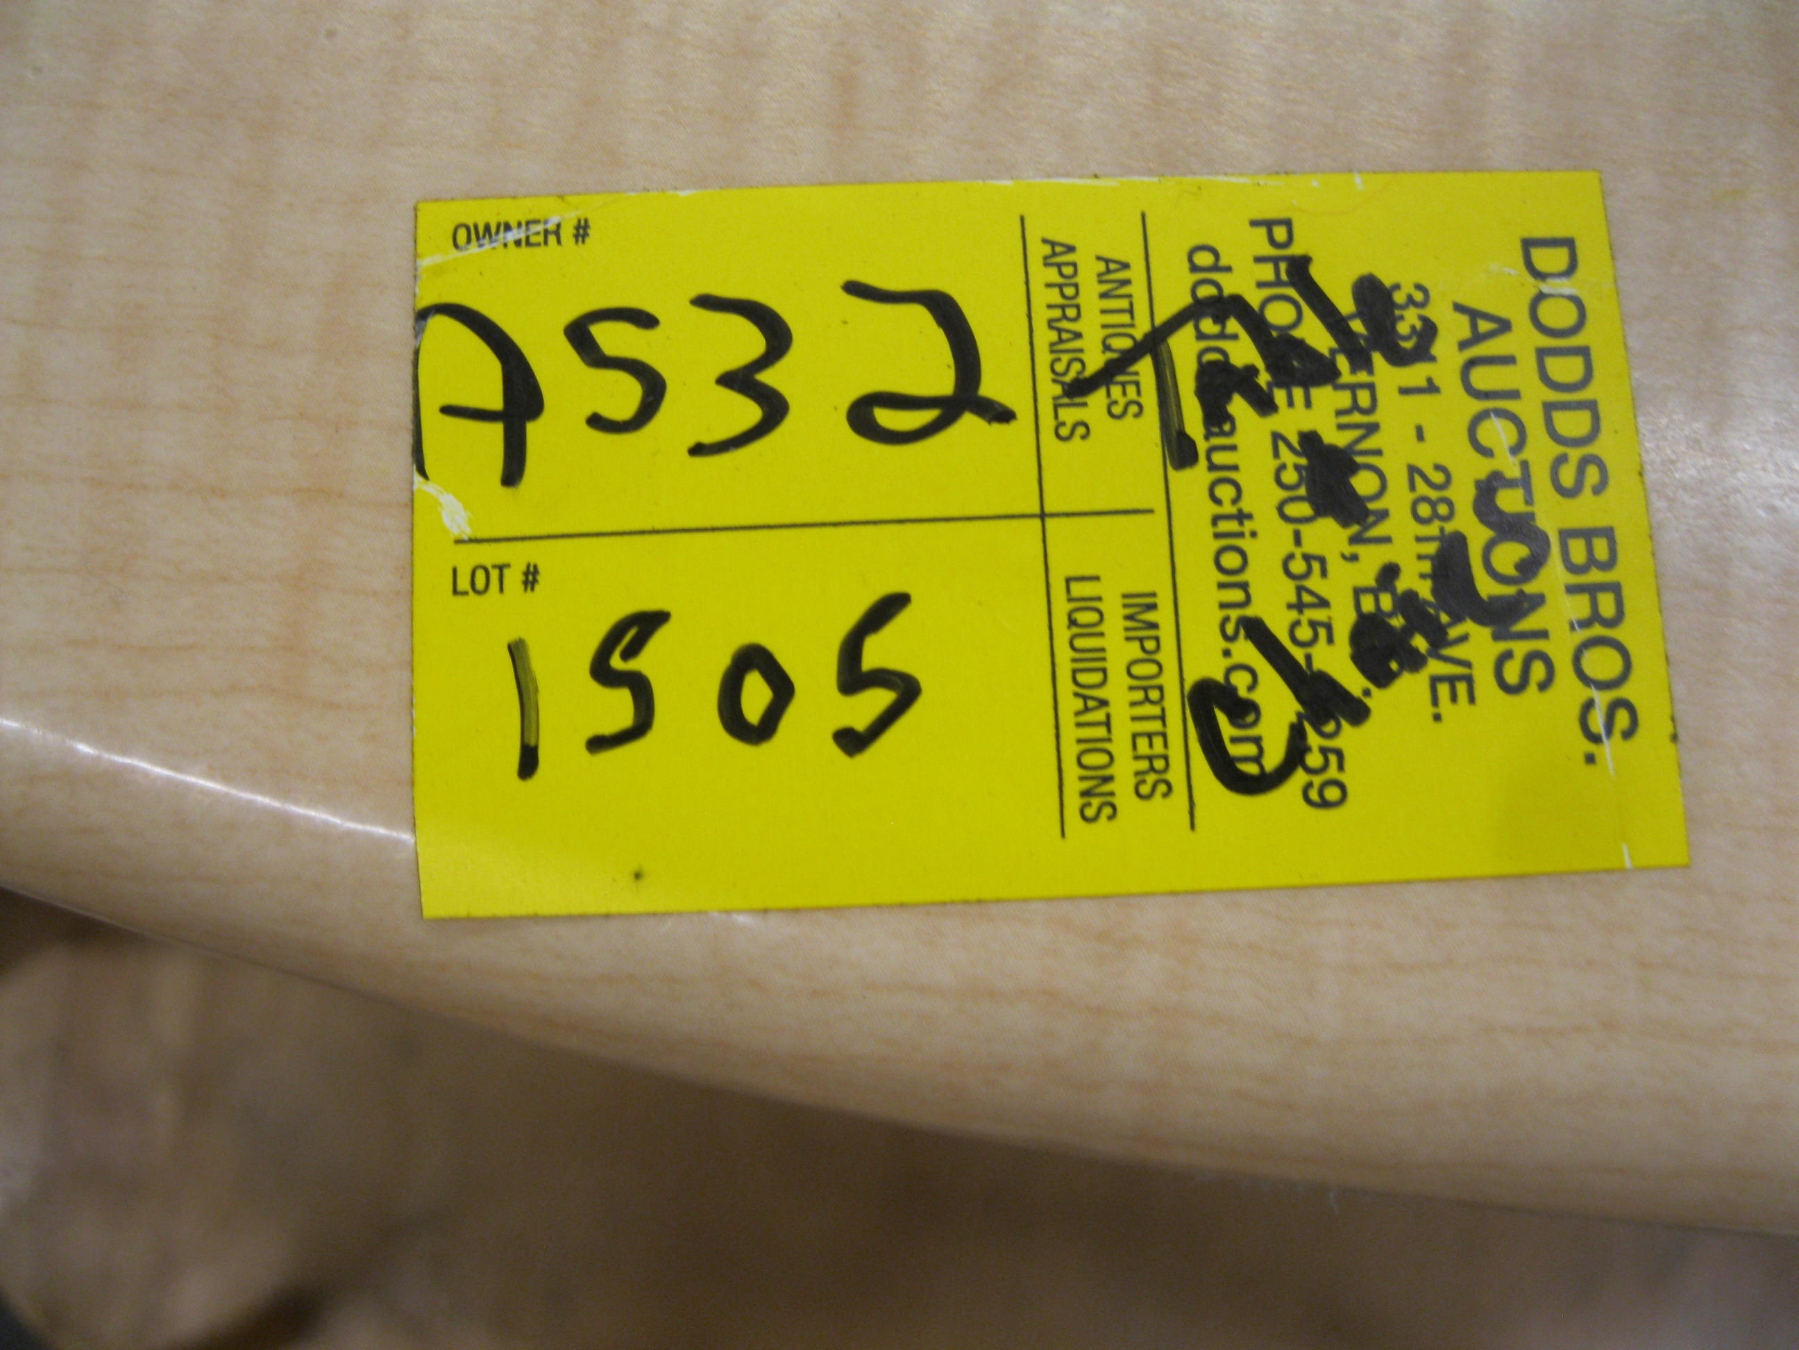 DODDS BROS.
AUCTIONS
3311 - 28TH AVE.
VERNON, B.C.
PHONE 250-545-3259
doddsauctions.com
ANTIQUES
APPRAISALS
IMPORTERS
LIQUIDATIONS
OWNER #
7532
LOT #
1505